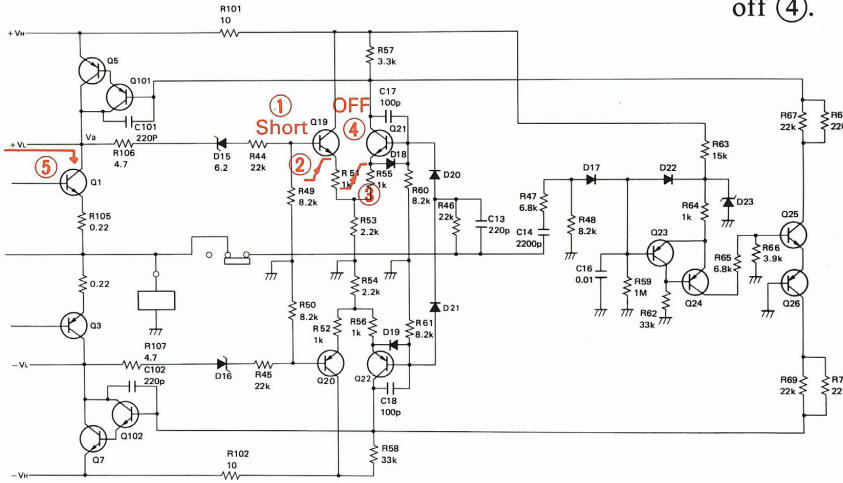 off ④.
R101
10
+VH
Q5
Q101
C101
220P
R57
3.3k
C17
100p
① Short
OFF ④
Q19
Q21
D18
R67
22k
+VL
Va
R106
4.7
D15
6.2
R44
22k
②
③
⑤
Q1
R49
8.2k
R51
1k
R55
1k
R60
8.2k
D20
R63
15k
D17
D22
R47
6.8k
R46
22k
C13
220p
C14
2200p
R48
8.2k
R64
1k
D23
R105
0.22
R53
2.2k
Q23
Q25
R66
3.9k
R65
6.8k
C16
0.01
R59
1M
Q24
Q26
R62
33k
0.22
R54
2.2k
Q3
R50
8.2k
R52
1k
R56
1k
D19
R61
8.2k
D21
-VL
R107
4.7
D16
R45
22k
Q20
Q22
C102
220p
C18
100p
R69
22k
Q102
Q7
R58
33k
R102
10
-VH